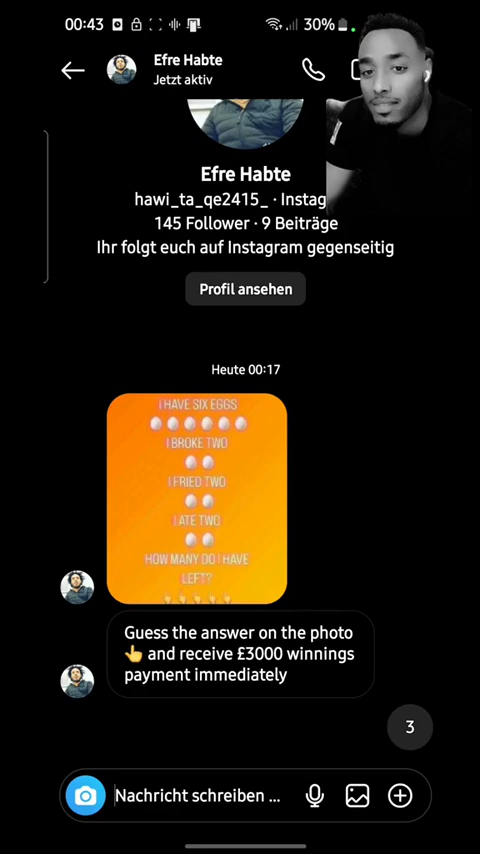 00:43
30%
Efre Habte
Jetzt aktiv
Efre Habte
hawi_ta_qe2415_ · Instag
145 Follower · 9 Beiträge
Ihr folgt euch auf Instagram gegenseitig
Profil ansehen
Heute 00:17
I HAVE SIX EGGS
I BROKE TWO
I FRIED TWO
I ATE TWO
HOW MANY DO I HAVE
LEFT?
Guess the answer on the photo
👆 and receive £3000 winnings
payment immediately
3
Nachricht schreiben ...